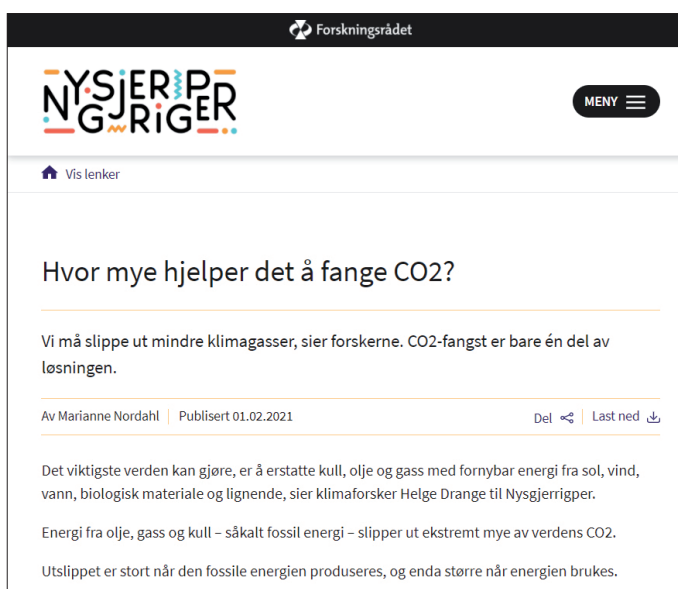 Forskningsrådet
NYSJERPER
NGJRiGER
MENY
Vis lenker
Hvor mye hjelper det å fange CO2?
Vi må slippe ut mindre klimagasser, sier forskerne. CO2-fangst er bare én del av
løsningen.
Av Marianne Nordahl | Publisert 01.02.2021 Del | Last ned
Det viktigste verden kan gjøre, er å erstatte kull, olje og gass med fornybar energi fra sol, vind,
vann, biologisk materiale og lignende, sier klimaforsker Helge Drange til Nysgjerrigper.
Energi fra olje, gass og kull – såkalt fossil energi – slipper ut ekstremt mye av verdens CO2.
Utslippet er stort når den fossile energien produseres, og enda større når energien brukes.